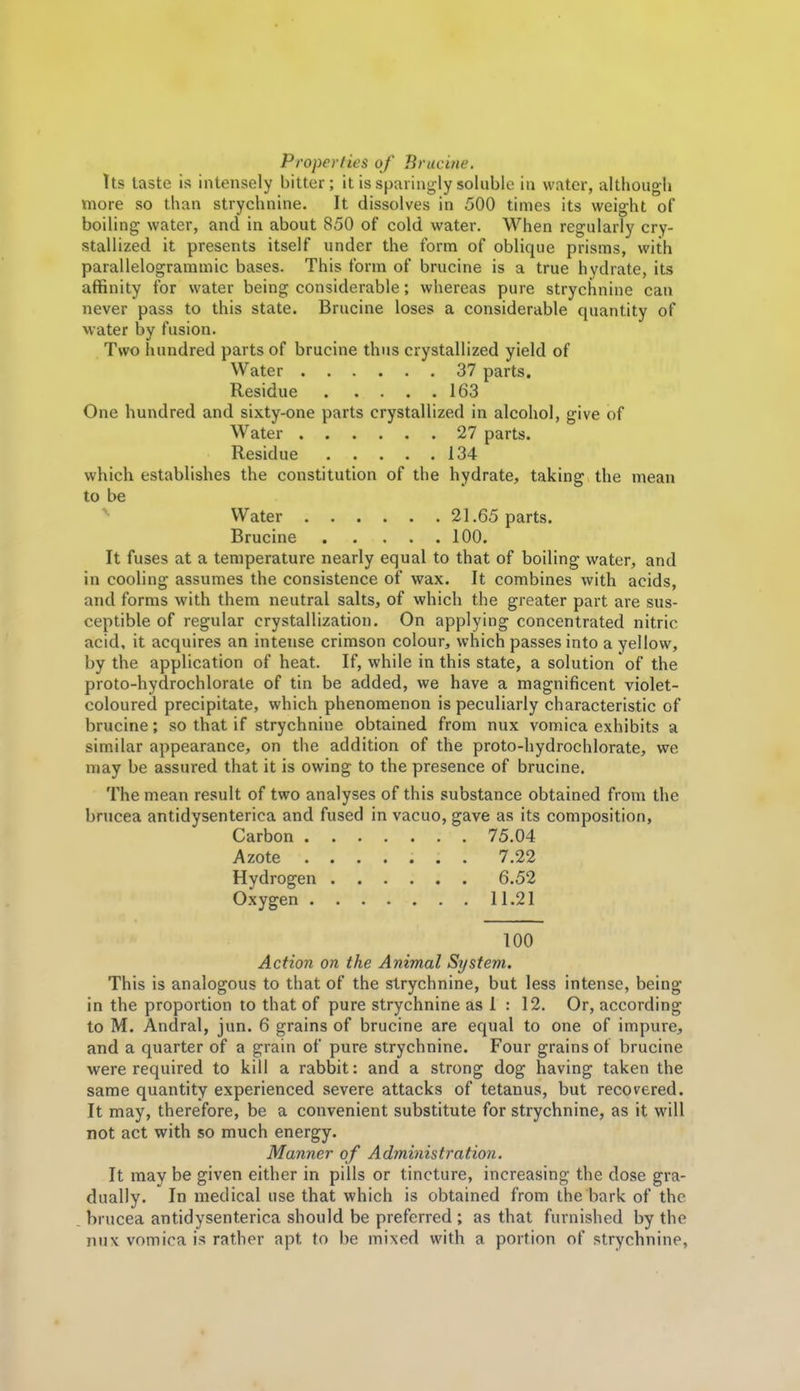 Properties of Brucine.
Its taste is intensely bitter; it is sparingly soluble in water, although
more so than strychnine. It dissolves in 500 times its weight of
boiling water, and in about 850 of cold water. When regularly cry-
stallized it presents itself under the form of oblique prisms, with
parallelogrammic bases. This form of brucine is a true hydrate, its
affinity for water being considerable; whereas pure strychnine can
never pass to this state. Brucine loses a considerable quantity of
water by fusion.
Two hundred parts of brucine thus crystallized yield of
Water . . . . . . 37 parts.
Residue . . . . . 163
One hundred and sixty-one parts crystallized in alcohol, give of
Water . . . . . . 27 parts.
Residue . . . . . 134
which establishes the constitution of the hydrate, taking the mean
to be
Water . . . . . . 21.65 parts.
Brucine . . . . . 100.
It fuses at a temperature nearly equal to that of boiling water, and
in cooling assumes the consistence of wax. It combines with acids,
and forms with them neutral salts, of which the greater part are sus-
ceptible of regular crystallization. On applying concentrated nitric
acid, it acquires an intense crimson colour, which passes into a yellow,
by the application of heat. If, while in this state, a solution of the
proto-hydrochlorate of tin be added, we have a magnificent violet-
coloured precipitate, which phenomenon is peculiarly characteristic of
brucine; so that if strychnine obtained from nux vomica exhibits a
similar appearance, on the addition of the proto-hydrochlorate, we
may be assured that it is owing to the presence of brucine.
The mean result of two analyses of this substance obtained from the
brucea antidysenterica and fused in vacuo, gave as its composition,
Carbon . . . . . . . 75.04
Azote . . . . . . . 7.22
Hydrogen . . . . . . 6.52
Oxygen . . . . . . . 11.21
100
Action on the Animal System.
This is analogous to that of the strychnine, but less intense, being
in the proportion to that of pure strychnine as 1 : 12. Or, according
to M. Andral, jun. 6 grains of brucine are equal to one of impure,
and a quarter of a grain of pure strychnine. Four grains of brucine
were required to kill a rabbit: and a strong dog having taken the
same quantity experienced severe attacks of tetanus, but recovered.
It may, therefore, be a convenient substitute for strychnine, as it will
not act with so much energy.
Manner of Administration.
It may be given either in pills or tincture, increasing the dose gra-
dually. In medical use that which is obtained from the bark of the
brucea antidysenterica should be preferred; as that furnished by the
nux vomica is rather apt to be mixed with a portion of strychnine,